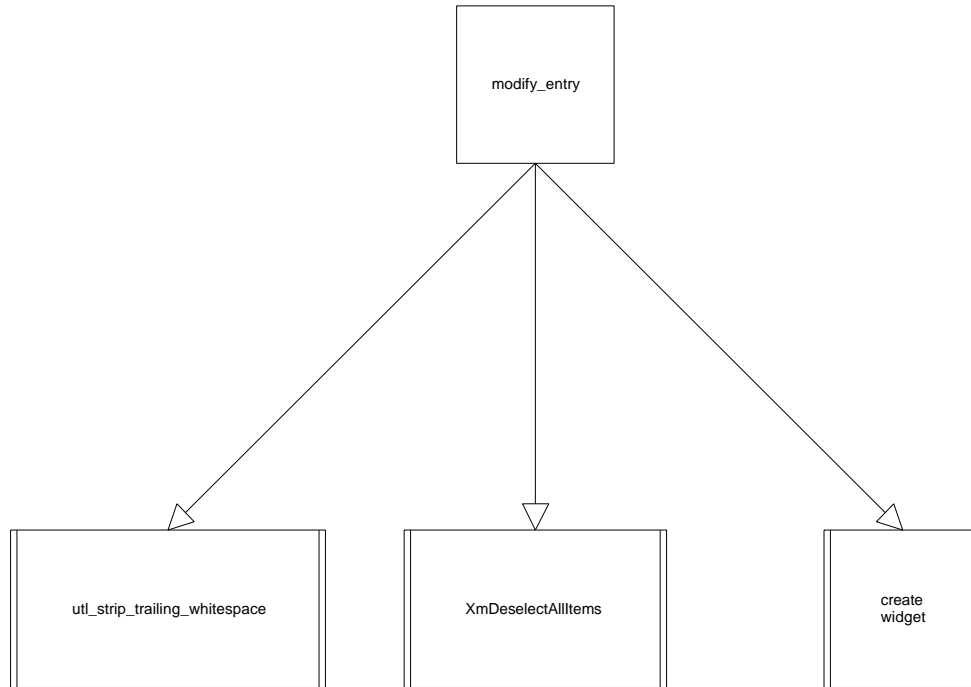 modify_entry
utl_strip_trailing_whitespace
XmDeselectAllItems
create
widget